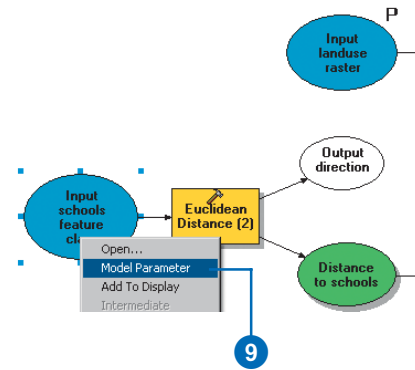 P
Input
landuse
raster
Output
direction
Input
schools
feature
Euclidean
Distance (2)
Open...
Model Parameter
Add To Display
Intermediate
Distance
to schools
9